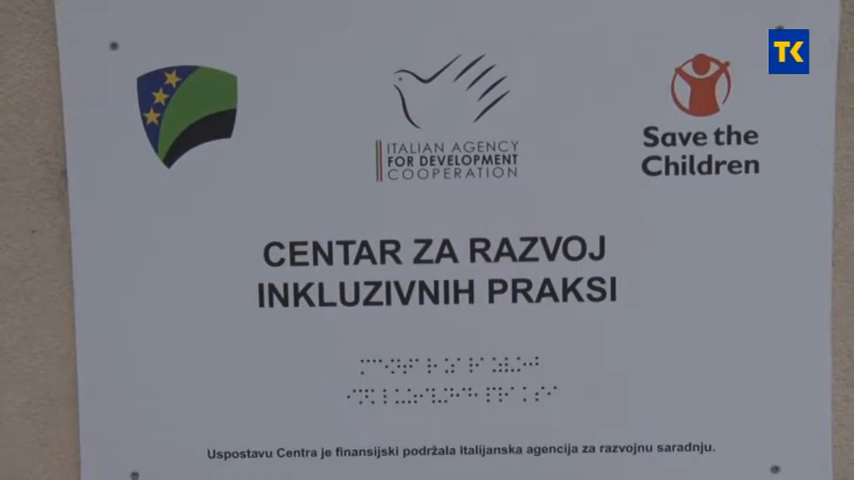 TK
ITALIAN AGENCY
FOR DEVELOPMENT
COOPERATION
Save the
Children
CENTAR ZA RAZVOJ
INKLUZIVNIH PRAKSI
Uspostavu Centra je finansijski podržala Italijanska agencija za razvojnu saradnju.